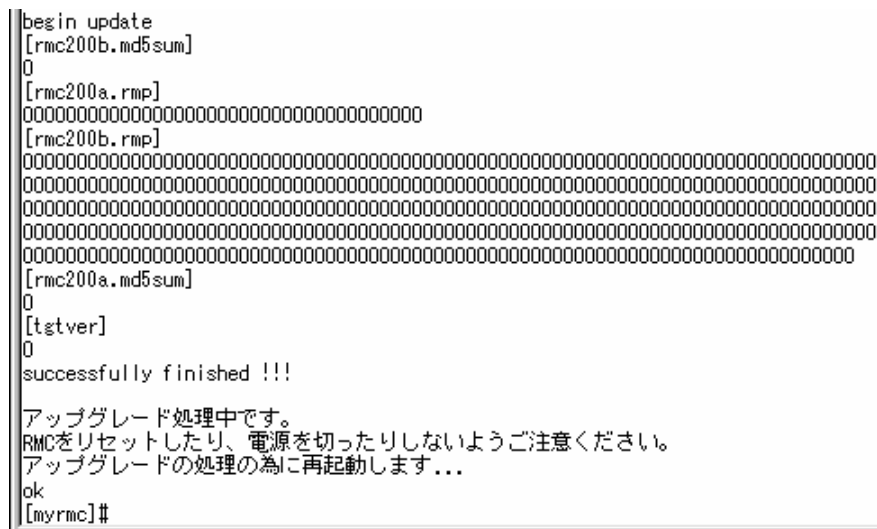 begin update
[rmc200b.md5sum]
0
[rmc200a.rmp]
0000000000000000000000000000000000000
[rmc200b.rmp]
0000000000000000000000000000000000000000000000000000000000000000000000000000000
0000000000000000000000000000000000000000000000000000000000000000000000000000000
0000000000000000000000000000000000000000000000000000000000000000000000000000000
0000000000000000000000000000000000000000000000000000000000000000000000000000000
00000000000000000000000000000000000000000000000000000000000000000000000000000
[rmc200a.md5sum]
0
[tgtver]
0
successfully finished !!!
アップグレード処理中です。
RMCをリセットしたり、電源を切ったりしないようご注意ください。
アップグレードの処理の為に再起動します...
ok
[myrmc]#